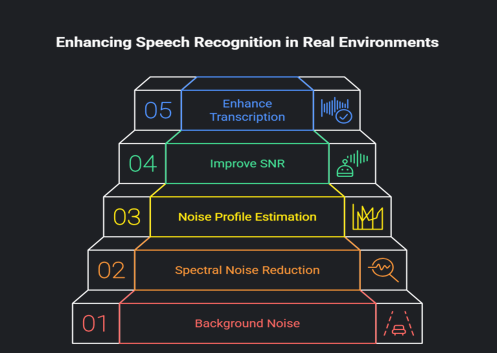 Enhancing Speech Recognition in Real Environments
05
Enhance
Transcription
04
Improve SNR
03
Noise Profile Estimation
02
Spectral Noise Reduction
01
Background Noise